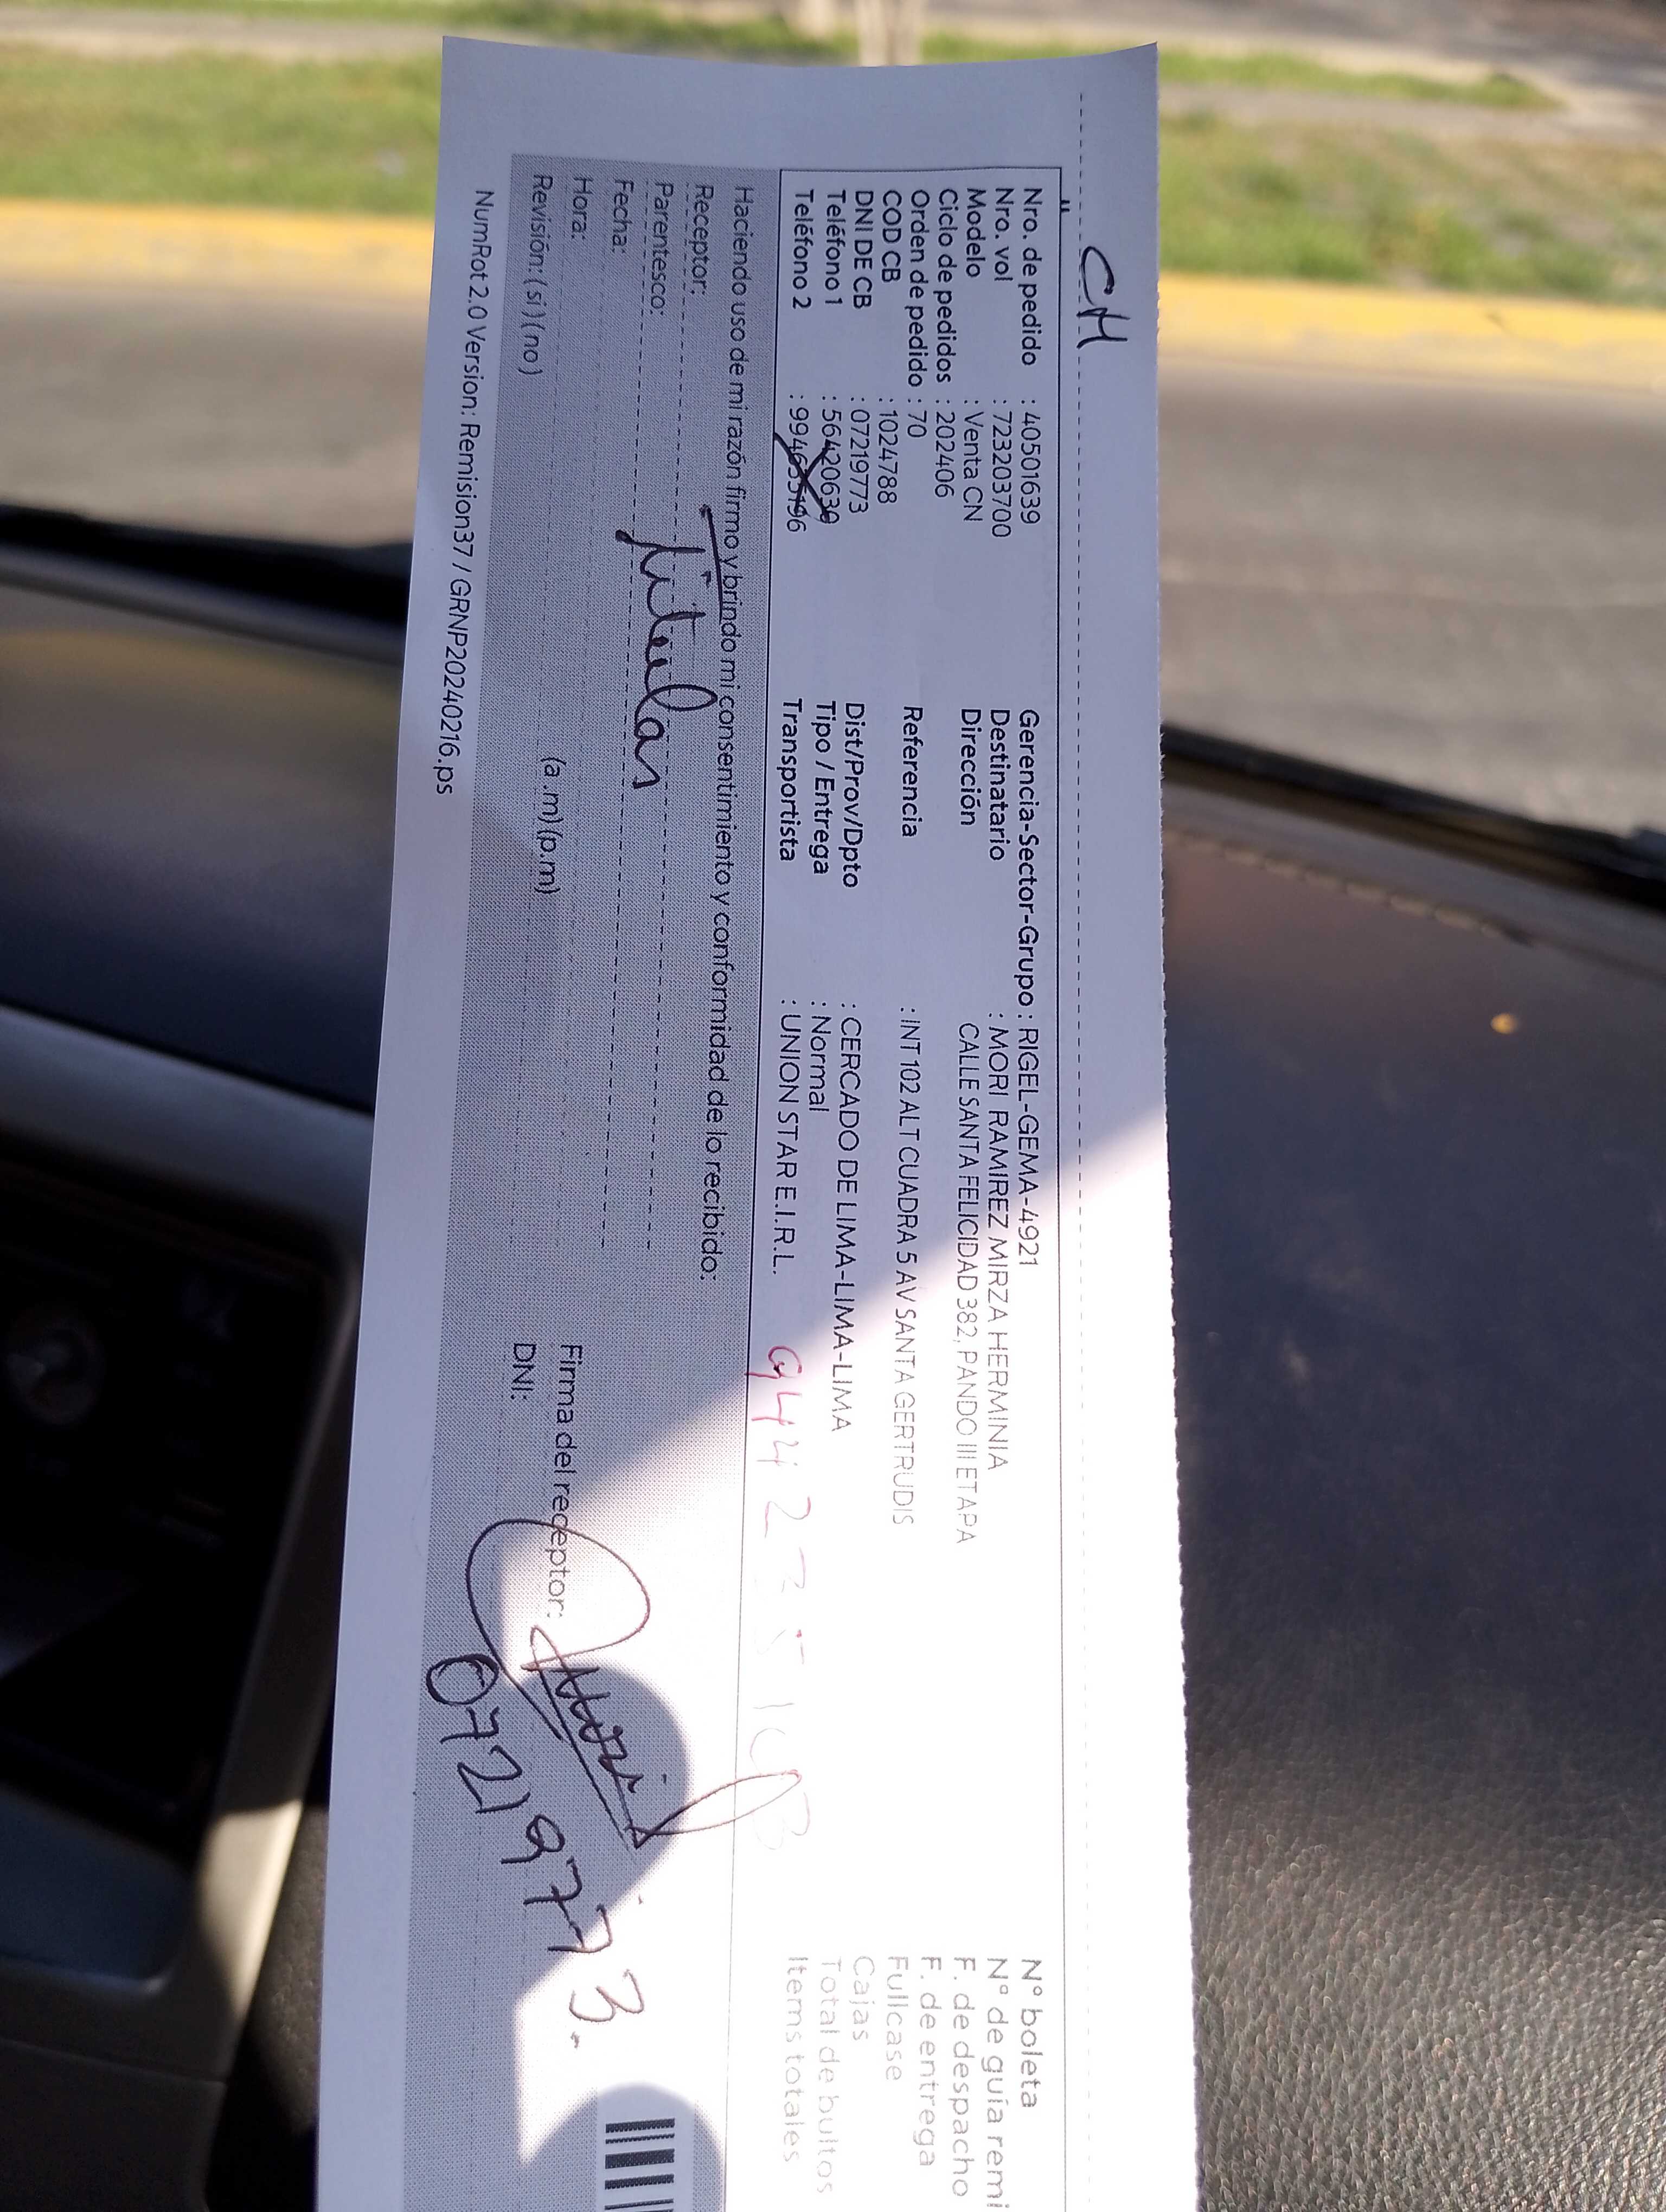 CH
Nro. de pedido : 40501639
Nro. vol : 723203700
Modelo : Venta CN
Ciclo de pedidos : 202406
Orden de pedido : 70
COD CB : 1024788
DNI DE CB : 07219773
Teléfono 1 : 56420630
Teléfono 2 : 994635196
Gerencia-Sector-Grupo : RIGEL-GEMA-4921
Destinatario : MORI RAMIREZ MIRZA HERMINIA
Dirección CALLE SANTA FELICIDAD 382, PANDO III ETAPA
Referencia : INT 102 ALT CUADRA 5 AV SANTA GERTRUDIS
Dist/Prov/Dpto : CERCADO DE LIMA-LIMA-LIMA
Tipo / Entrega : Normal
Transportista : UNION STAR E.I.R.L.
N° boleta
N° de guía remi
F. de despacho
F. de entrega
Fullcase
Cajas
Total de bultos
Items totales
Haciendo uso de mi razón firmo y brindo mi consentimiento y conformidad de lo recibido:
Receptor:
Parentesco:
Fecha:
Hora: (a.m) (p.m)
Revisión: ( si ) ( no )
Firma del receptor:
DNI: 07219773.
NumRot 2.0 Version: Remision37 / GRNP20240216.ps